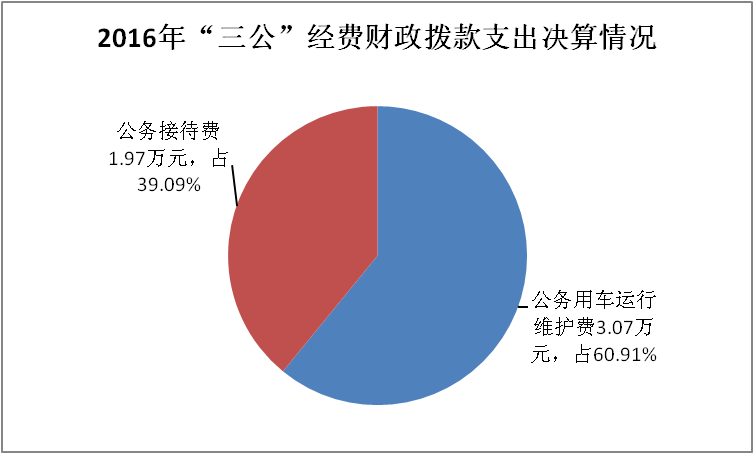 2016年“三公”经费财政拨款支出决算情况
公务接待费
1.97万元，占
39.09%
公务用车运行
维护费3.07万
元，占60.91%